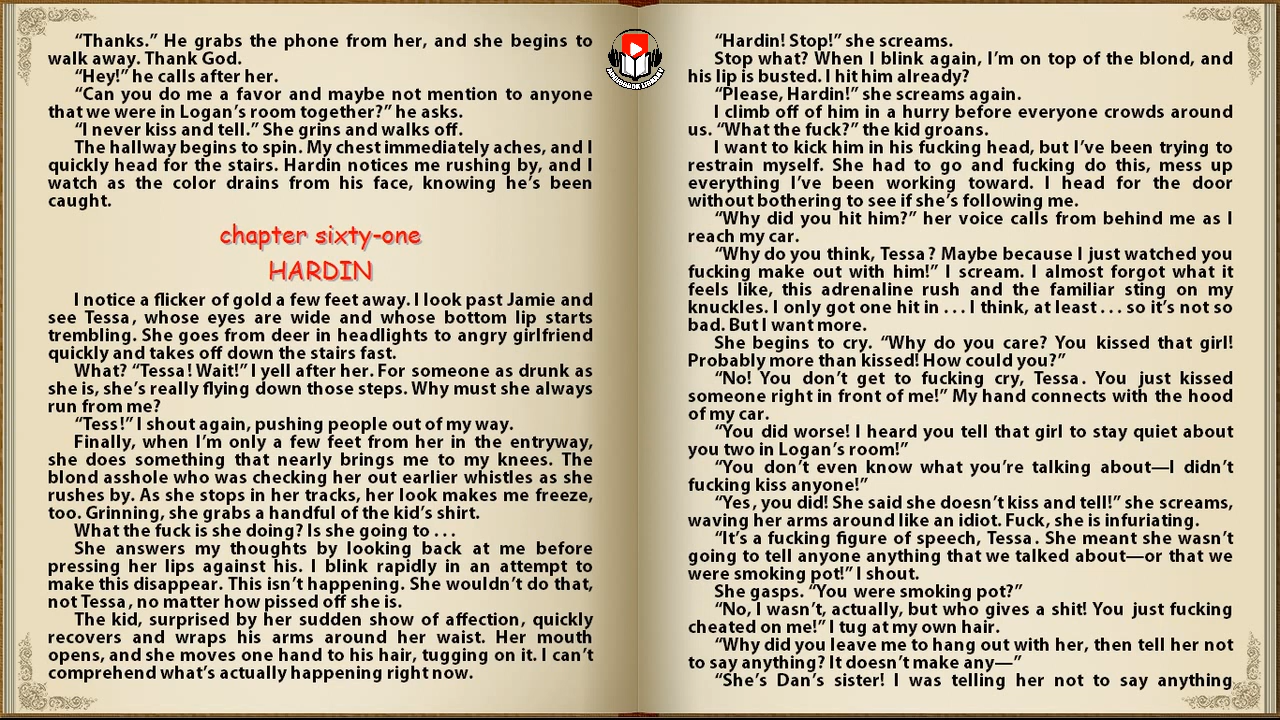 “Thanks.” He grabs the phone from her, and she begins to
walk away. Thank God.
“Hey!” he calls after her.
“Can you do me a favor and maybe not mention to anyone
that we were in Logan’s room together?” he asks.
“I never kiss and tell.” She grins and walks off.
The hallway begins to spin. My chest immediately aches, and I
quickly head for the stairs. Hardin notices me rushing by, and I
watch as the color drains from his face, knowing he’s been
caught.
chapter sixty-one
HARDIN
I notice a flicker of gold a few feet away. I look past Jamie and
see Tessa, whose eyes are wide and whose bottom lip starts
trembling. She goes from deer in headlights to angry girlfriend
quickly and takes off down the stairs fast.
What? “Tessa! Wait!” I yell after her. For someone as drunk as
she is, she’s really flying down those steps. Why must she always
run from me?
“Tess!” I shout again, pushing people out of my way.
Finally, when I’m only a few feet from her in the entryway,
she does something that nearly brings me to my knees. The
blond asshole who was checking her out earlier whistles as she
rushes by. As she stops in her tracks, her look makes me freeze,
too. Grinning, she grabs a handful of the kid’s shirt.
What the fuck is she doing? Is she going to . . .
She answers my thoughts by looking back at me before
pressing her lips against his. I blink rapidly in an attempt to
make this disappear. This isn’t happening. She wouldn’t do that,
not Tessa, no matter how pissed off she is.
The kid, surprised by her sudden show of affection, quickly
recovers and wraps his arms around her waist. Her mouth
opens, and she moves one hand to his hair, tugging on it. I can’t
comprehend what’s actually happening right now.
“Hardin! Stop!” she screams.
Stop what? When I blink again, I’m on top of the blond, and
his lip is busted. I hit him already?
“Please, Hardin!” she screams again.
I climb off of him in a hurry before everyone crowds around
us. “What the fuck?” the kid groans.
I want to kick him in his fucking head, but I’ve been trying to
restrain myself. She had to go and fucking do this, mess up
everything I’ve been working toward. I head for the door
without bothering to see if she’s following me.
“Why did you hit him?” her voice calls from behind me as I
reach my car.
“Why do you think, Tessa? Maybe because I just watched you
fucking make out with him!” I scream. I almost forgot what it
feels like, this adrenaline rush and the familiar sting on my
knuckles. I only got one hit in . . . I think, at least . . . so it’s not so
bad. But I want more.
She begins to cry. “Why do you care? You kissed that girl!
Probably more than kissed! How could you?”
“No! You don’t get to fucking cry, Tessa. You just kissed
someone right in front of me!” My hand connects with the hood
of my car.
“You did worse! I heard you tell that girl to stay quiet about
you two in Logan’s room!”
“You don’t even know what you’re talking about—I didn’t
fucking kiss anyone!”
“Yes, you did! She said she doesn’t kiss and tell!” she screams,
waving her arms around like an idiot. Fuck, she is infuriating.
“It’s a fucking figure of speech, Tessa. She meant she wasn’t
going to tell anyone anything that we talked about—or that we
were smoking pot!” I shout.
She gasps. “You were smoking pot?”
“No, I wasn’t, actually, but who gives a shit! You just fucking
cheated on me!” I tug at my own hair.
“Why did you leave me to hang out with her, then tell her not
to say anything? It doesn’t make any—”
“She’s Dan’s sister! I was telling her not to say anything